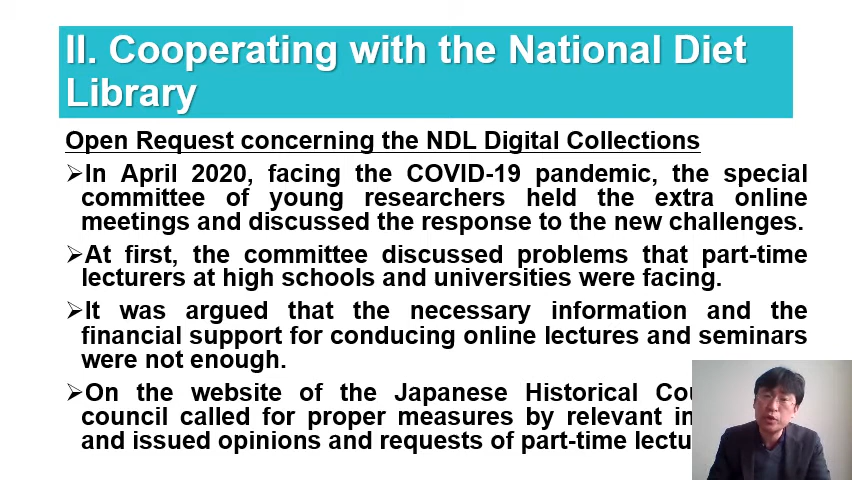 II. Cooperating with the National Diet
Library
Open Request concerning the NDL Digital Collections
➢In April 2020, facing the COVID-19 pandemic, the special
committee of young researchers held the extra online
meetings and discussed the response to the new challenges.
➢At first, the committee discussed problems that part-time
lecturers at high schools and universities were facing.
➢It was argued that the necessary information and the
financial support for conducing online lectures and seminars
were not enough.
➢On the website of the Japanese Historical
council called for proper measures by relevant
and issued opinions and requests of part-time